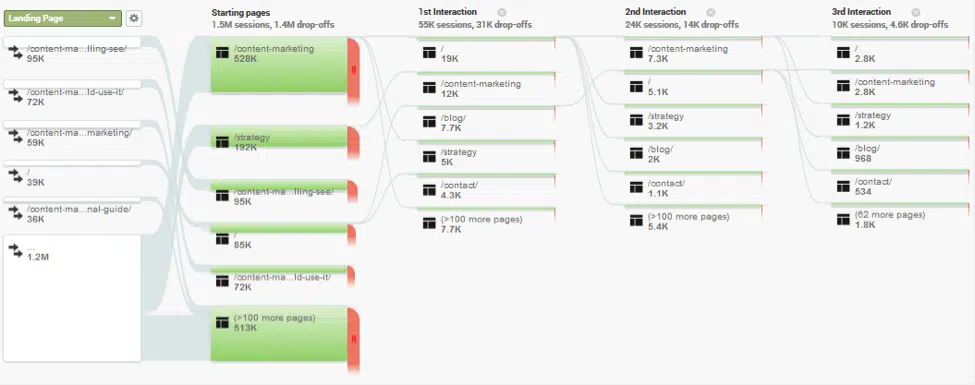 Landing Page
/content-ma...lling-see/
95K
/content-ma...ld-use-it/
72K
/content-ma...marketing/
59K
/
39K
/content-ma...nal-guide/
36K
...
1.2M
Starting pages
1.5M sessions, 1.4M drop-offs
/content-marketing
528K
/strategy
192K
/content-ma...lling-see/
95K
/
85K
/content-ma...ld-use-it/
72K
(>100 more pages)
513K
1st Interaction
55K sessions, 31K drop-offs
/
19K
/content-marketing
12K
/blog/
7.7K
/strategy
5K
/contact/
4.3K
(>100 more pages)
7.7K
2nd Interaction
24K sessions, 14K drop-offs
/content-marketing
7.3K
/
5.1K
/strategy
3.2K
/blog/
2K
/contact/
1.1K
(>100 more pages)
5.4K
3rd Interaction
10K sessions, 4.6K drop-offs
/
2.8K
/content-marketing
2.8K
/strategy
1.2K
/blog/
968
/contact/
534
(62 more pages)
1.8K